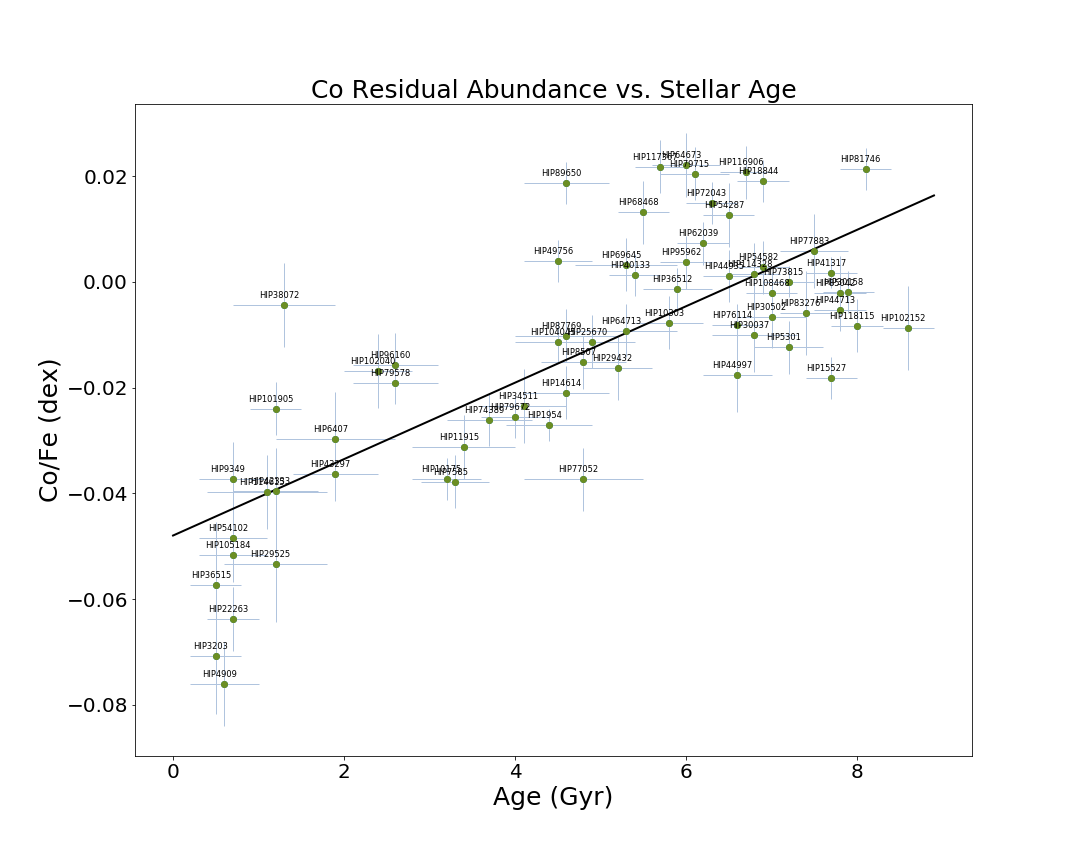 Co Residual Abundance vs. Stellar Age
Co/Fe (dex)
0.02
0.00
−0.02
−0.04
−0.06
−0.08
HIP64673
HIP79715
HIP116906
HIP18844
HIP81746
HIP89650
HIP72043
HIP68468
HIP54287
HIP62039
HIP77883
HIP49756
HIP69645
HIP95962
HIP54582
HIP40133
HIP41317
HIP73815
HIP36512
HIP108468
HIP38072
HIP44713
HIP83276
HIP30502
HIP10303
HIP64713
HIP76114
HIP118115
HIP102152
HIP87769
HIP25670
HIP30037
HIP5301
HIP96160
HIP102040
HIP8507
HIP29432
HIP79578
HIP44997
HIP15527
HIP14614
HIP101905
HIP34511
HIP74389
HIP79672
HIP1954
HIP6407
HIP11915
HIP43297
HIP9349
HIP7585
HIP77052
HIP54102
HIP105184
HIP29525
HIP36515
HIP22263
HIP3203
HIP4909
0
2
4
6
8
Age (Gyr)